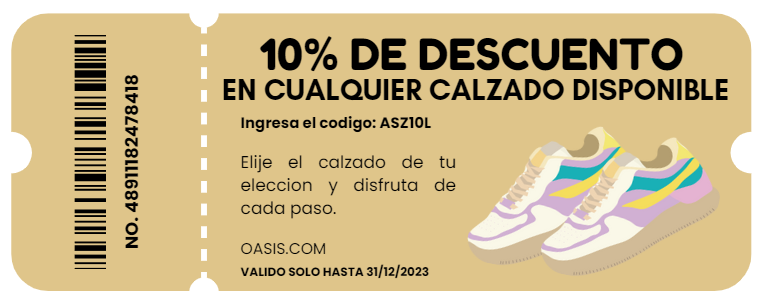 NO. 48911182478418
10% DE DESCUENTO
EN CUALQUIER CALZADO DISPONIBLE
Ingresa el codigo: ASZ10L
Elije el calzado de tu
eleccion y disfruta de
cada paso.
OASIS.COM
VALIDO SOLO HASTA 31/12/2023